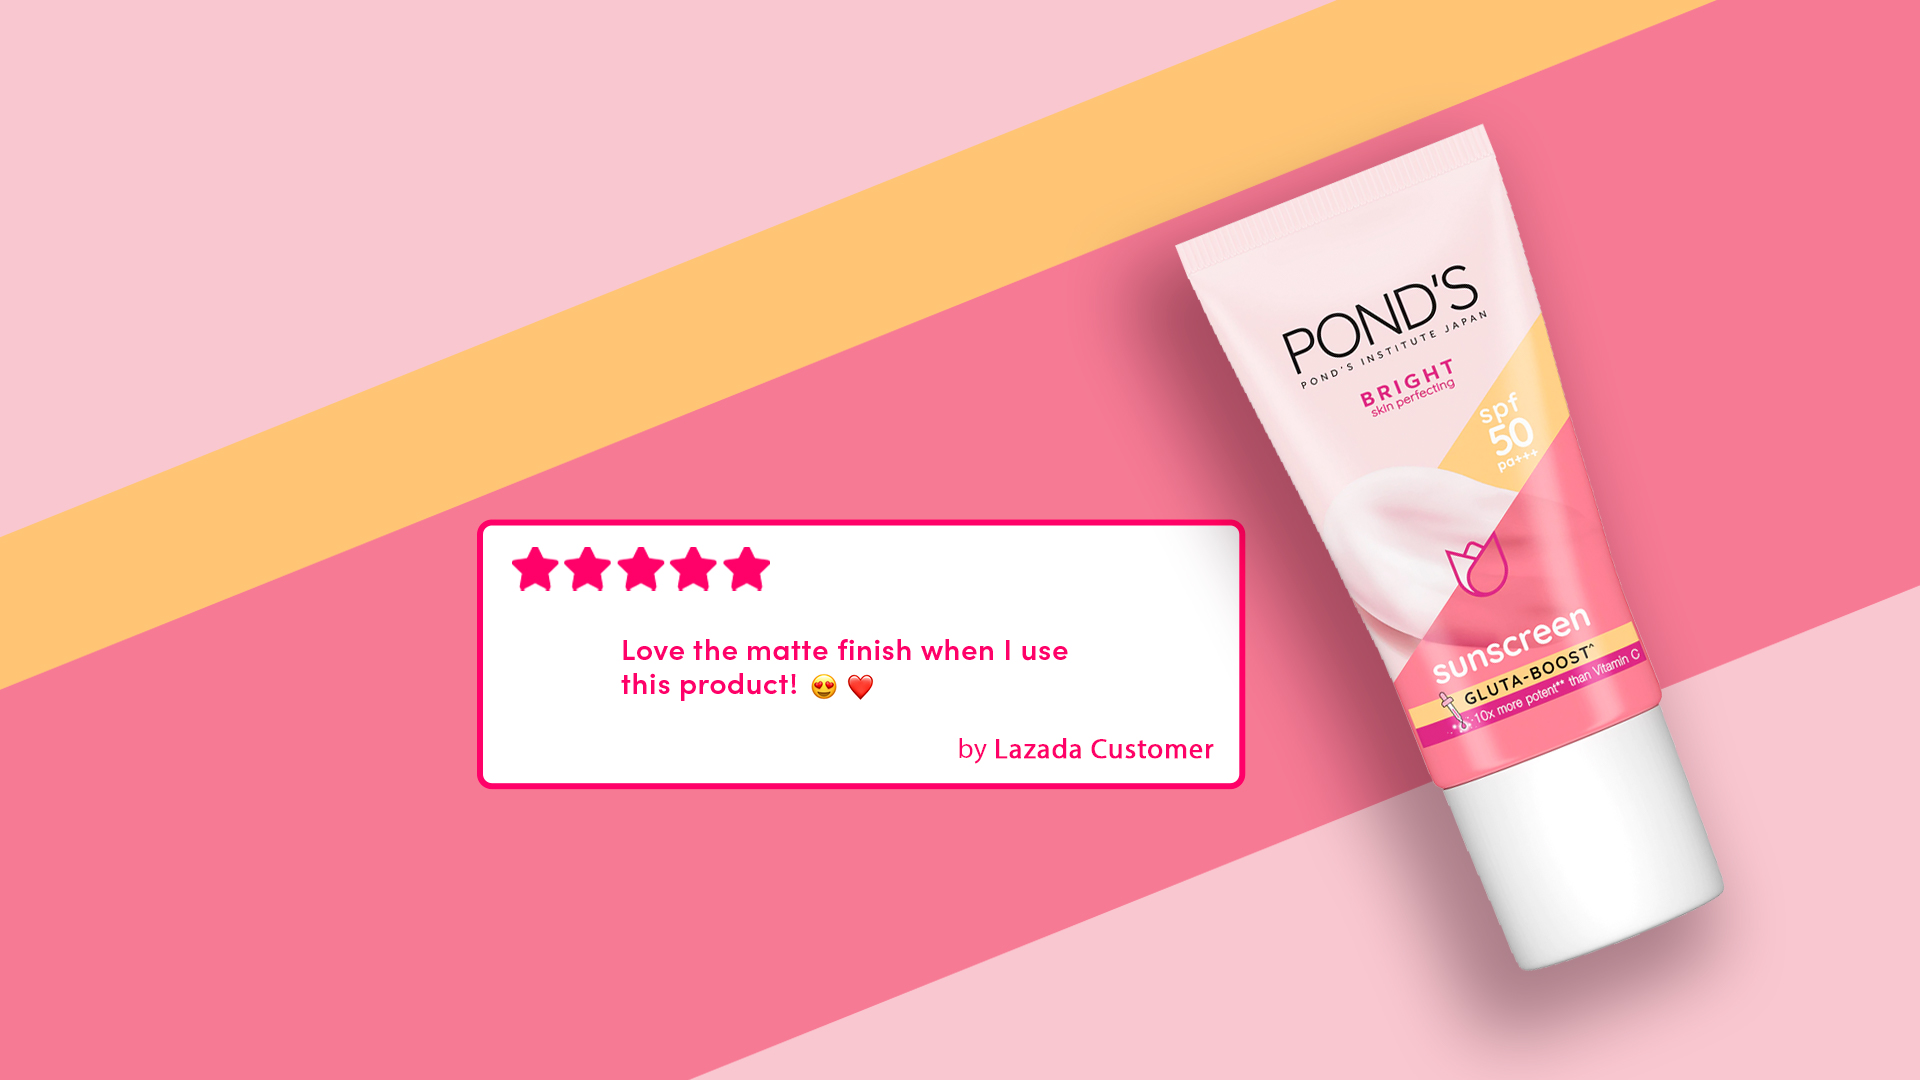 POND'S
POND'S INSTITUTE JAPAN
BRIGHT
skin perfecting
spf
50
pa+++
sunscreen
GLUTA-BOOST^
10x more potent** than Vitamin C
Love the matte finish when I use
this product! 😍 ❤️
by Lazada Customer